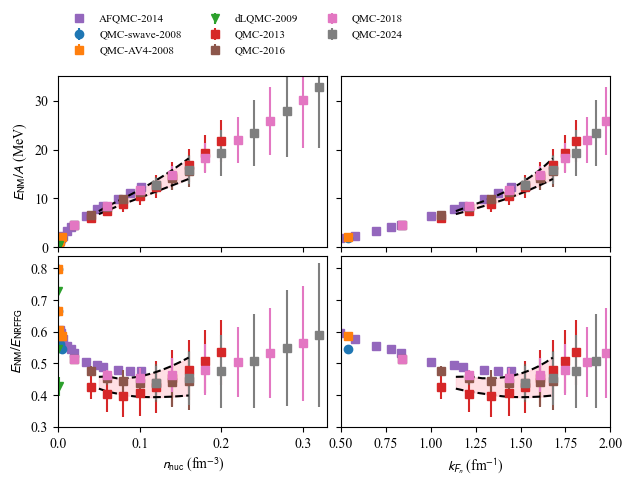 AFQMC-2014 dLQMC-2009 QMC-2018
QMC-swave-2008 QMC-2013 QMC-2024
QMC-AV4-2008 QMC-2016
30
20
10
0
E_NM/A (MeV)
0.8
0.7
0.6
0.5
0.4
0.3
E_NM/E_NRFFG
0.0 0.1 0.2 0.3
n_nuc (fm⁻³)
0.50 0.75 1.00 1.25 1.50 1.75 2.00
k_{F_n} (fm⁻¹)